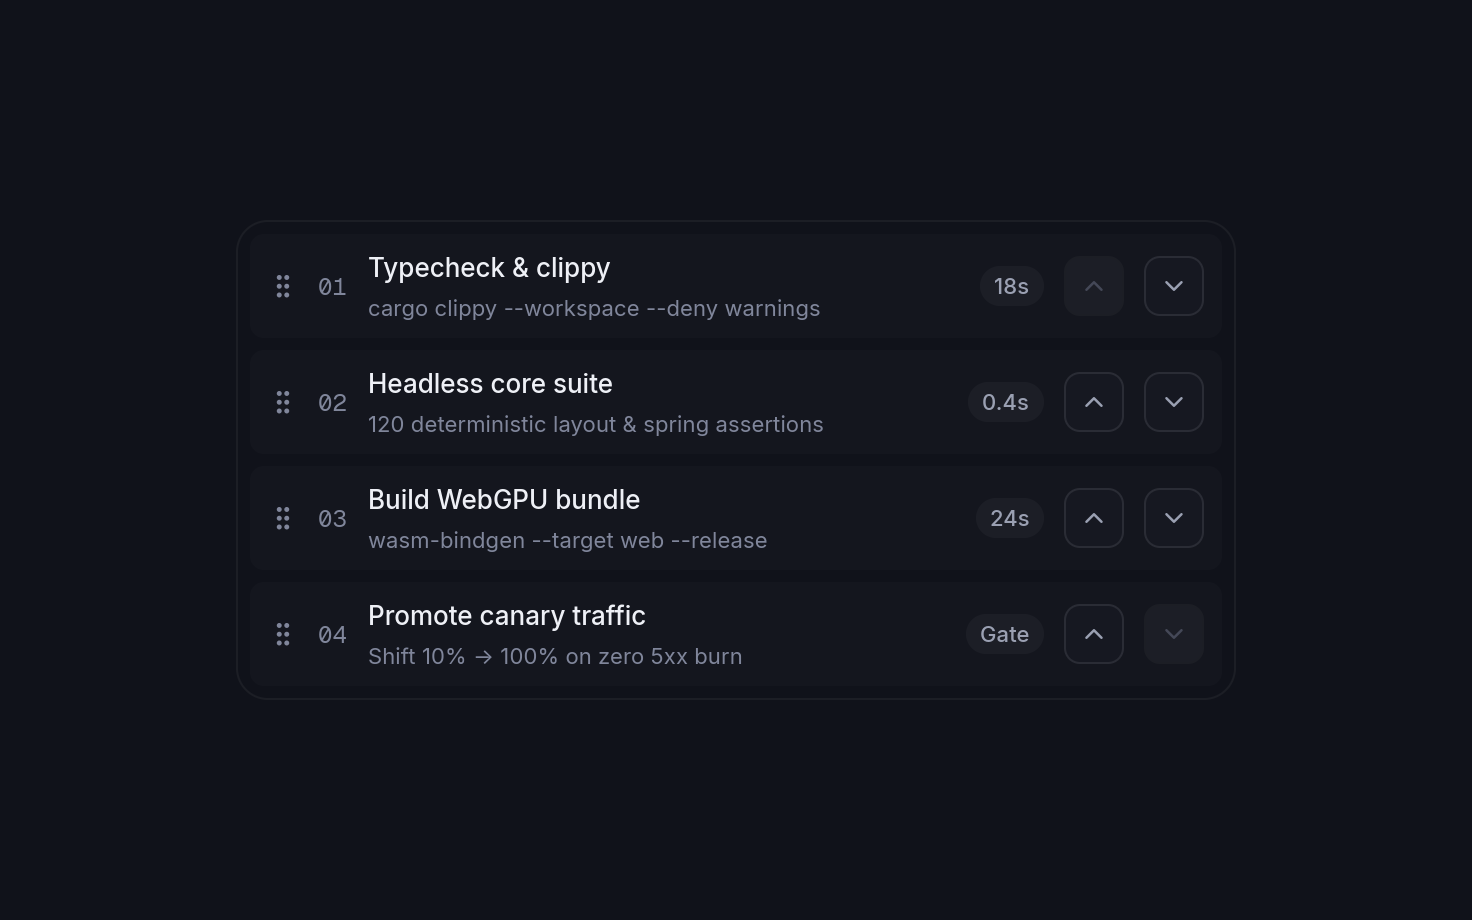 01
Typecheck & clippy
cargo clippy --workspace --deny warnings
18s
02
Headless core suite
120 deterministic layout & spring assertions
0.4s
03
Build WebGPU bundle
wasm-bindgen --target web --release
24s
04
Promote canary traffic
Shift 10% → 100% on zero 5xx burn
Gate